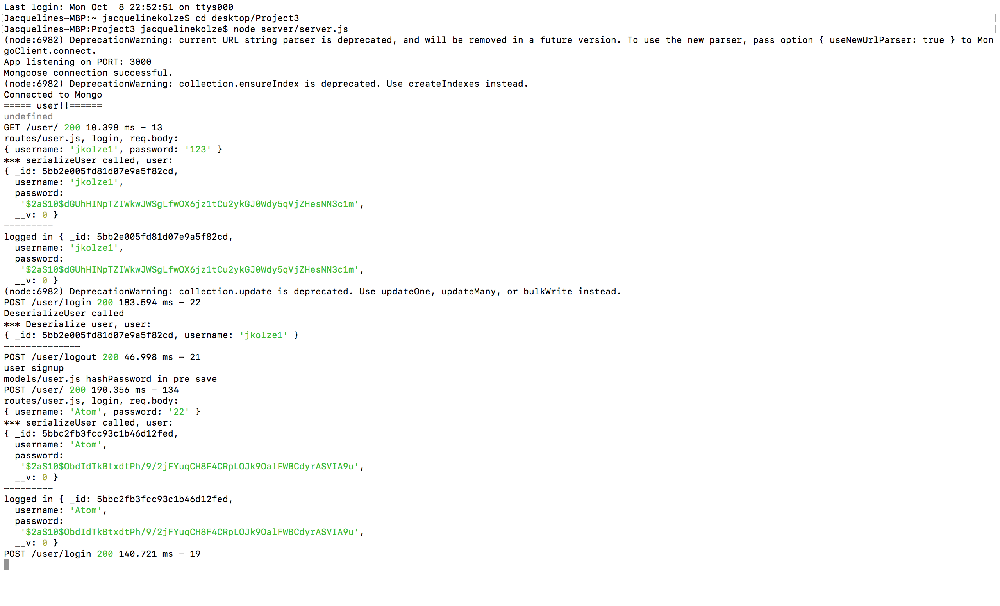 Last login: Mon Oct  8 22:52:51 on ttys000
[Jacquelines-MBP:~ jacquelinekolze$ cd desktop/Project3 ]
[Jacquelines-MBP:Project3 jacquelinekolze$ node server/server.js ]
(node:6982) DeprecationWarning: current URL string parser is deprecated, and will be removed in a future version. To use the new parser, pass option { useNewUrlParser: true } to Mon
goClient.connect.
App listening on PORT: 3000
Mongoose connection successful.
(node:6982) DeprecationWarning: collection.ensureIndex is deprecated. Use createIndexes instead.
Connected to Mongo
===== user!!======
undefined
GET /user/ 200 10.398 ms - 13
routes/user.js, login, req.body:
{ username: 'jkolze1', password: '123' }
*** serializeUser called, user:
{ _id: 5bb2e005fd81d07e9a5f82cd,
  username: 'jkolze1',
  password:
   '$2a$10$dGUhHINpTZIWkwJWSgLfwOX6jz1tCu2ykGJ0Wdy5qVjZHesNN3c1m',
  __v: 0 }
---------
logged in { _id: 5bb2e005fd81d07e9a5f82cd,
  username: 'jkolze1',
  password:
   '$2a$10$dGUhHINpTZIWkwJWSgLfwOX6jz1tCu2ykGJ0Wdy5qVjZHesNN3c1m',
  __v: 0 }
(node:6982) DeprecationWarning: collection.update is deprecated. Use updateOne, updateMany, or bulkWrite instead.
POST /user/login 200 183.594 ms - 22
DeserializeUser called
*** Deserialize user, user:
{ _id: 5bb2e005fd81d07e9a5f82cd, username: 'jkolze1' }
--------------
POST /user/logout 200 46.998 ms - 21
user signup
models/user.js hashPassword in pre save
POST /user/ 200 190.356 ms - 134
routes/user.js, login, req.body:
{ username: 'Atom', password: '22' }
*** serializeUser called, user:
{ _id: 5bbc2fb3fcc93c1b46d12fed,
  username: 'Atom',
  password:
   '$2a$10$ObdIdTkBtxdtPh/9/2jFYuqCH8F4CRpLOJk9OalFWBCdyrASVIA9u',
  __v: 0 }
---------
logged in { _id: 5bbc2fb3fcc93c1b46d12fed,
  username: 'Atom',
  password:
   '$2a$10$ObdIdTkBtxdtPh/9/2jFYuqCH8F4CRpLOJk9OalFWBCdyrASVIA9u',
  __v: 0 }
POST /user/login 200 140.721 ms - 19